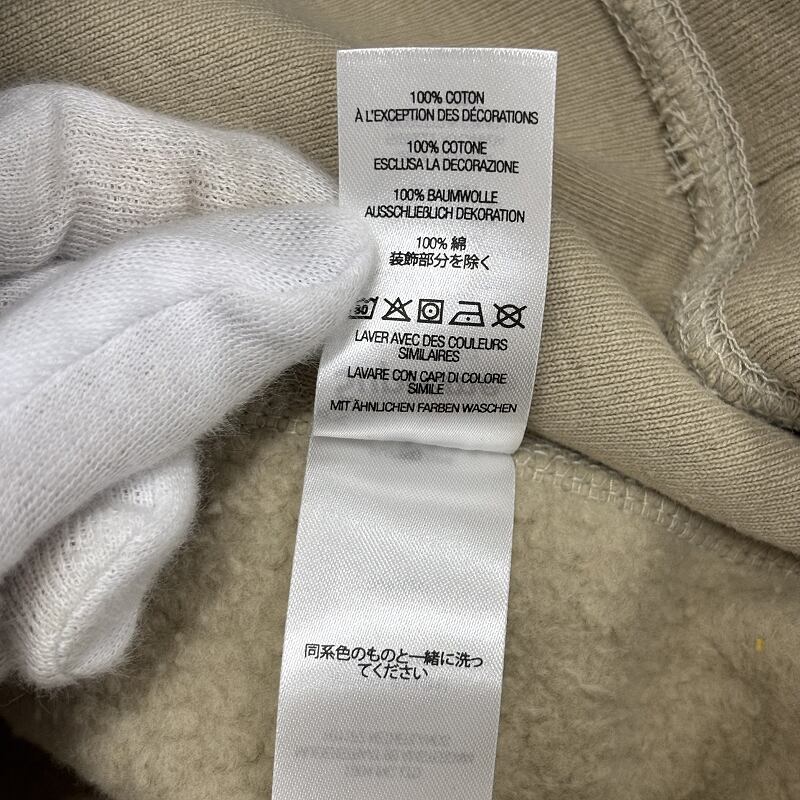 100% COTON
À L'EXCEPTION DES DÉCORATIONS
100% COTONE
ESCLUSA LA DECORAZIONE
100% BAUMWOLLE
AUSSCHLIEßLICH DEKORATION
100% 綿
装飾部分を除く
30
LAVER AVEC DES COULEURS
SIMILAIRES
LAVARE CON CAPI DI COLORE
SIMILE
MIT ÄHNLICHEN FARBEN WASCHEN
同系色のものと一緒に洗っ
てください